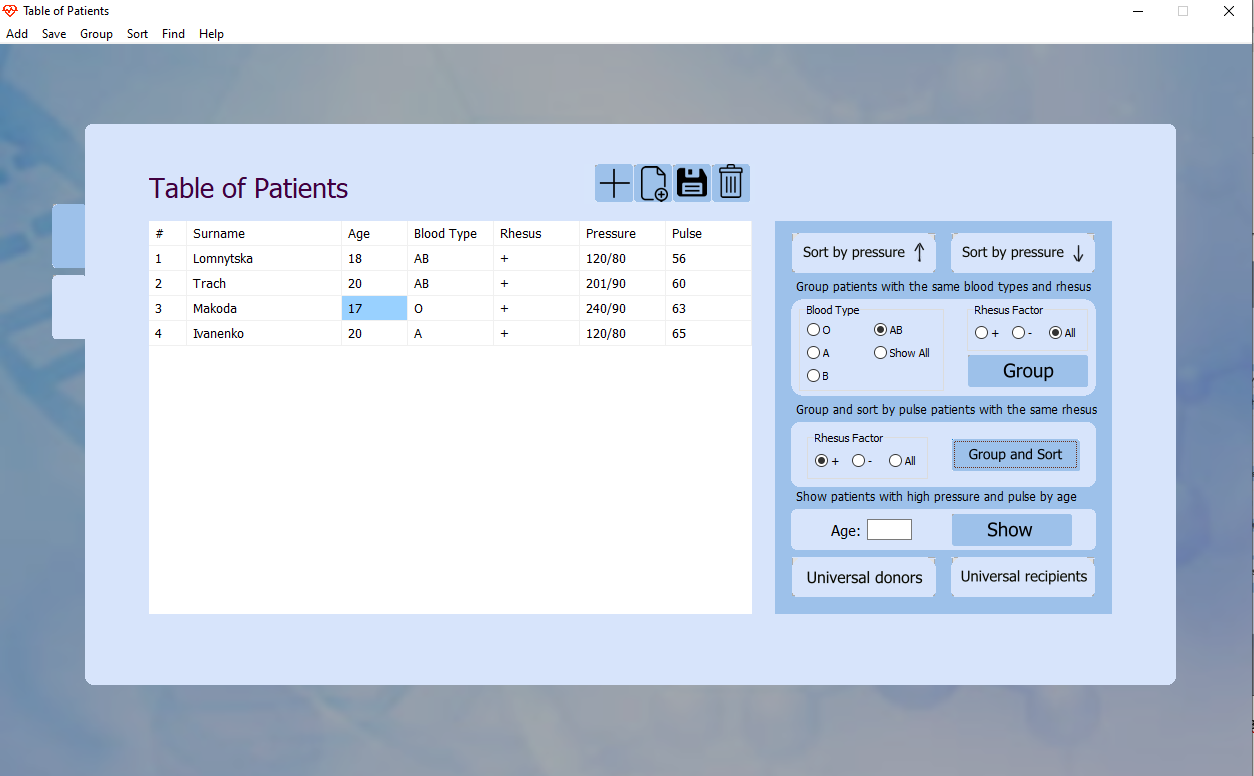 Table of Patients
Add Save Group Sort Find Help
Table of Patients
# Surname Age Blood Type Rhesus Pressure Pulse
1 Lomnytska 18 AB + 120/80 56
2 Trach 20 AB + 201/90 60
3 Makoda 17 O + 240/90 63
4 Ivanenko 20 A + 120/80 65
Sort by pressure ↑ Sort by pressure ↓
Group patients with the same blood types and rhesus
Blood Type Rhesus Factor
O AB + - All
A Show All
B Group
Group and sort by pulse patients with the same rhesus
Rhesus Factor
+ - All Group and Sort
Show patients with high pressure and pulse by age
Age: Show
Universal donors Universal recipients